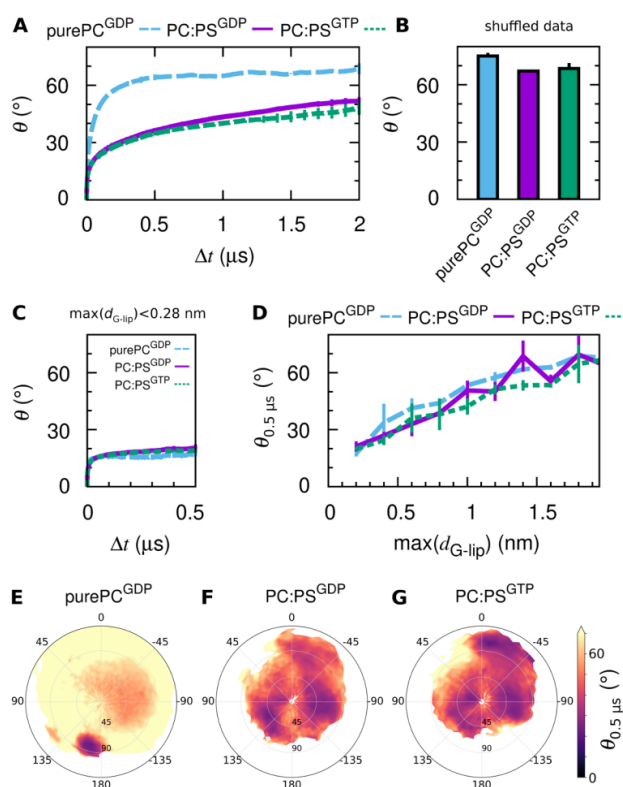 A purePC^GDP PC:PS^GDP PC:PS^GTP
B shuffled data
60
30
0
θ (°)
0 0.5 1 1.5 2
Δt (μs)
60
30
0
θ (°)
purePC^GDP PC:PS^GDP PC:PS^GTP
C max(d_G-lip)<0.28 nm
purePC^GDP
PC:PS^GDP
PC:PS^GTP
60
30
0
θ (°)
0 0.5
Δt (μs)
D purePC^GDP PC:PS^GDP PC:PS^GTP
60
30
0
θ_0.5 μs (°)
0 0.5 1 1.5
max(d_G-lip) (nm)
E purePC^GDP
0
-45
-90
-135
180
135
90
45
45
90
F PC:PS^GDP
0
-45
-90
-135
180
135
90
45
45
90
G PC:PS^GTP
0
-45
-90
-135
180
135
90
45
45
90
60
0
θ_0.5 μs (°)